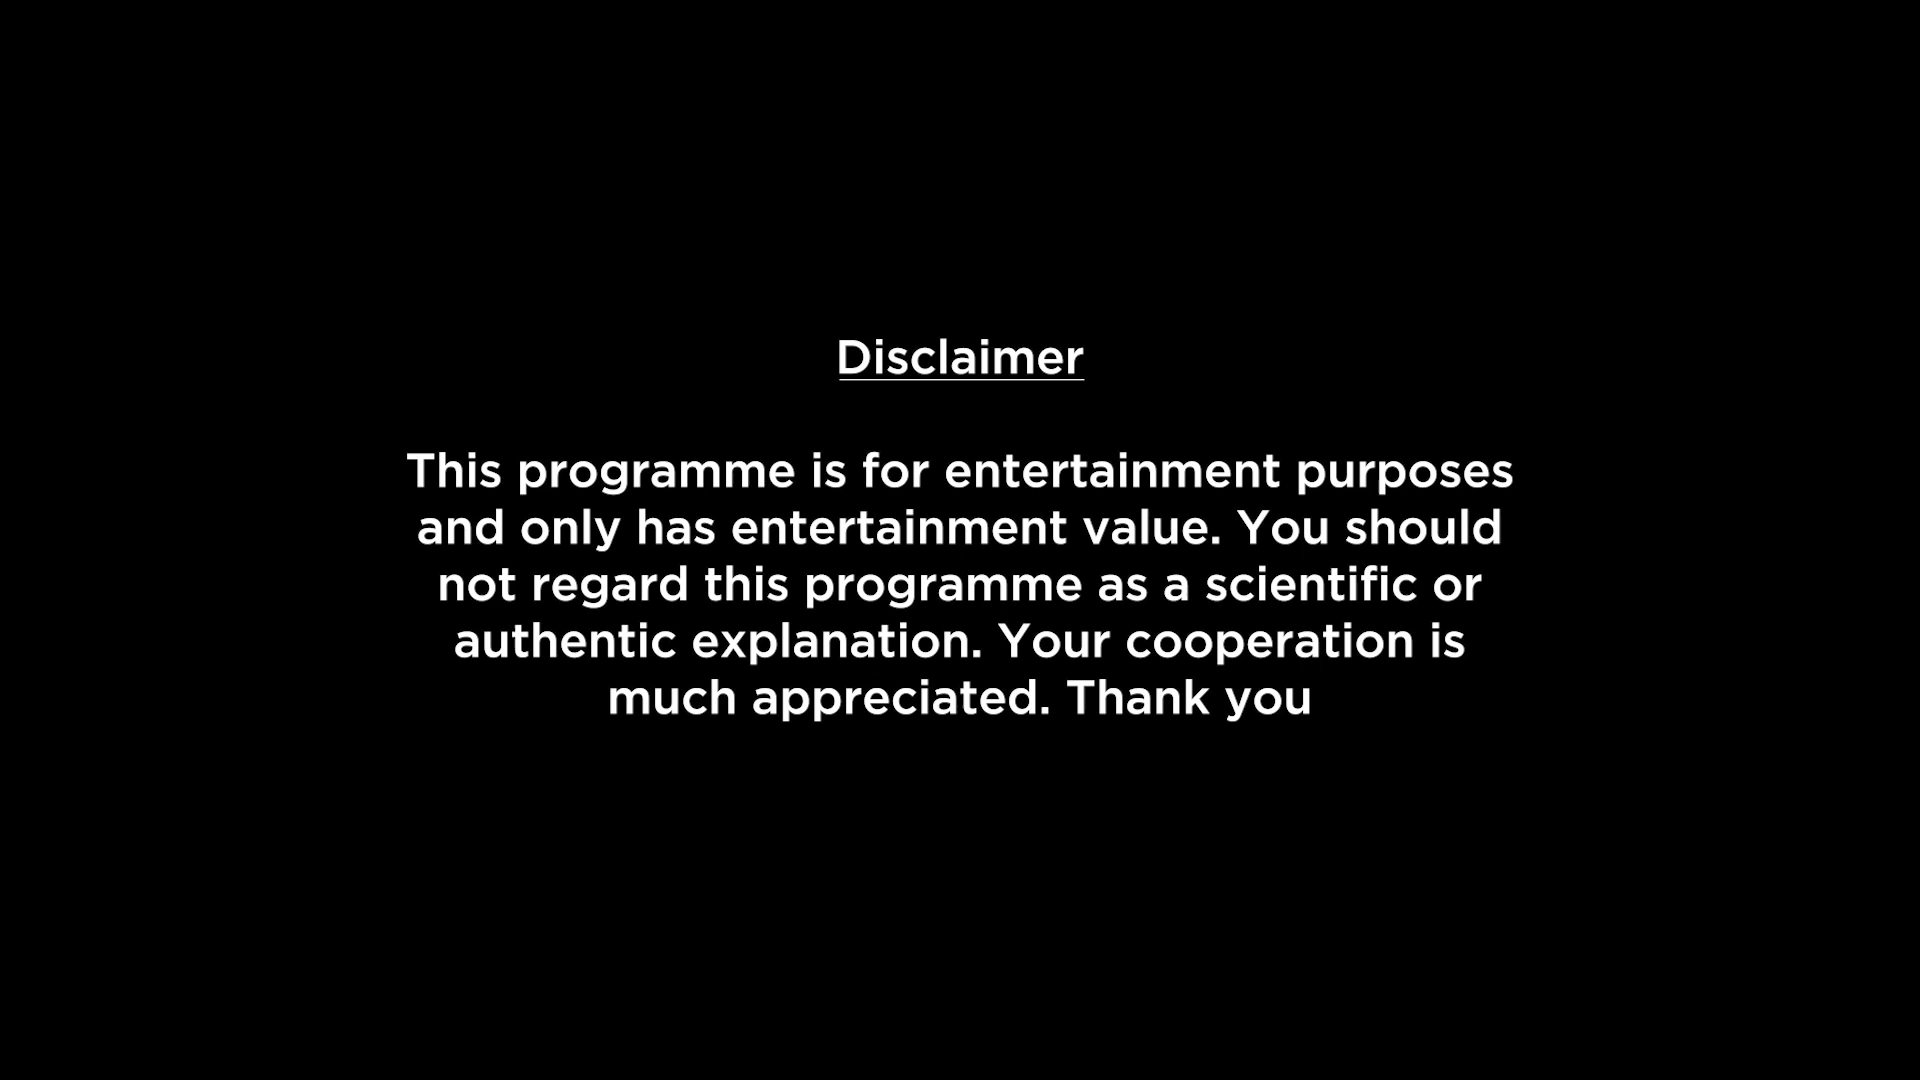 Disclaimer
This programme is for entertainment purposes
and only has entertainment value. You should
not regard this programme as a scientific or
authentic explanation. Your cooperation is
much appreciated. Thank you